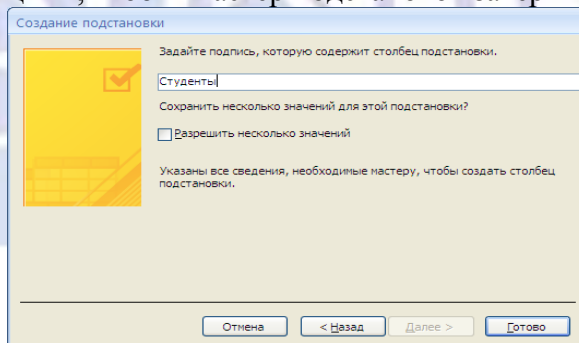 Создание подстановки
Задайте подпись, которую содержит столбец подстановки.
Студенты
Сохранить несколько значений для этой подстановки?
Разрешить несколько значений
Указаны все сведения, необходимые мастеру, чтобы создать столбец
подстановки.
Отмена < Назад Далее > Готово